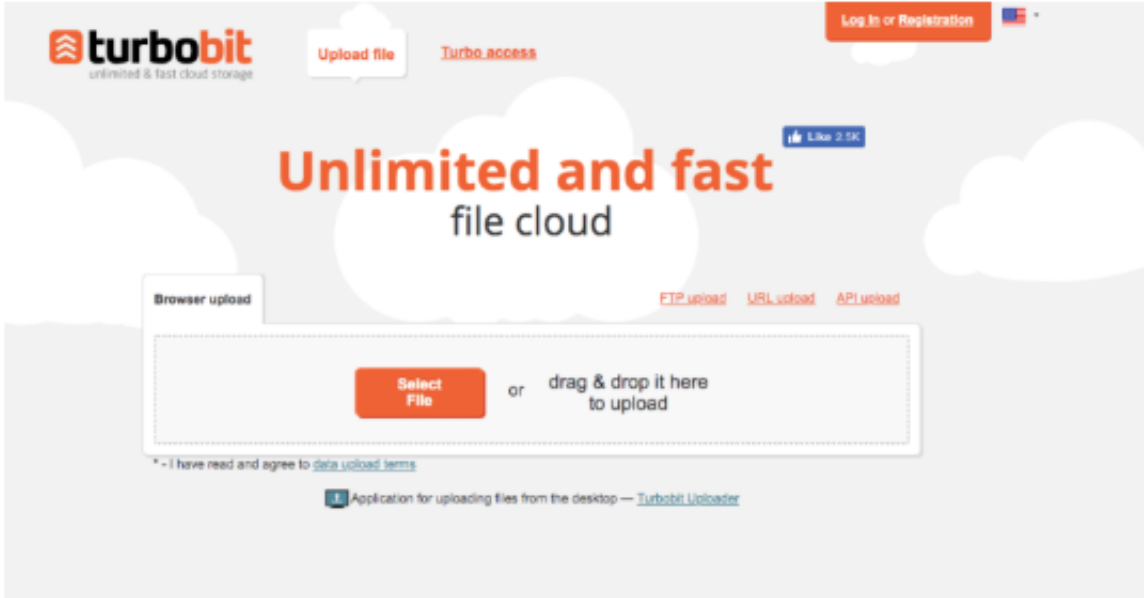 Log In or Registration
turbobit
unlimited & fast cloud storage
Upload file
Turbo access
Like 2.5K
Unlimited and fast
file cloud
Browser upload
FTP upload
URL upload
API upload
Select
File
or
drag & drop it here
to upload
* - I have read and agree to data upload terms
Application for uploading files from the desktop — Turbobit Uploader